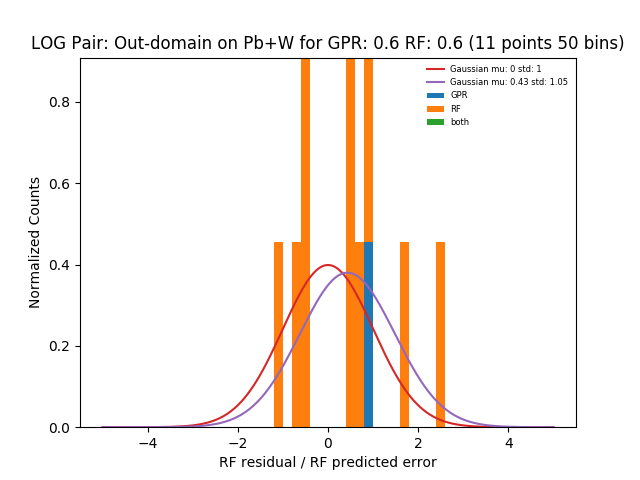 LOG Pair: Out-domain on Pb+W for GPR: 0.6 RF: 0.6 (11 points 50 bins)
Gaussian mu: 0 std: 1
Gaussian mu: 0.43 std: 1.05
GPR
RF
both
Normalized Counts
0.8
0.6
0.4
0.2
0.0
−4 −2 0 2 4
RF residual / RF predicted error